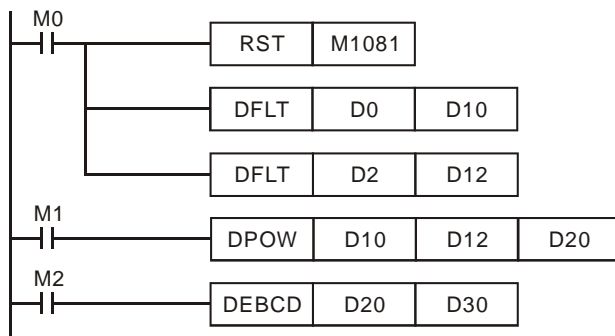 M0
RST M1081
DFLT D0 D10
DFLT D2 D12
M1
DPOW D10 D12 D20
M2
DEBCD D20 D30